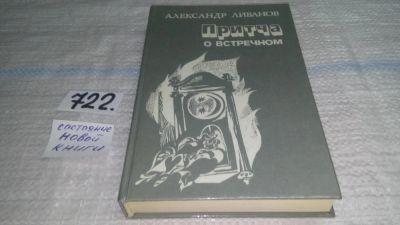 АЛЕКСАНДР ЛИВАНОВ
Притча
О ВСТРЕЧНОМ
722.
состояние
новой
книги